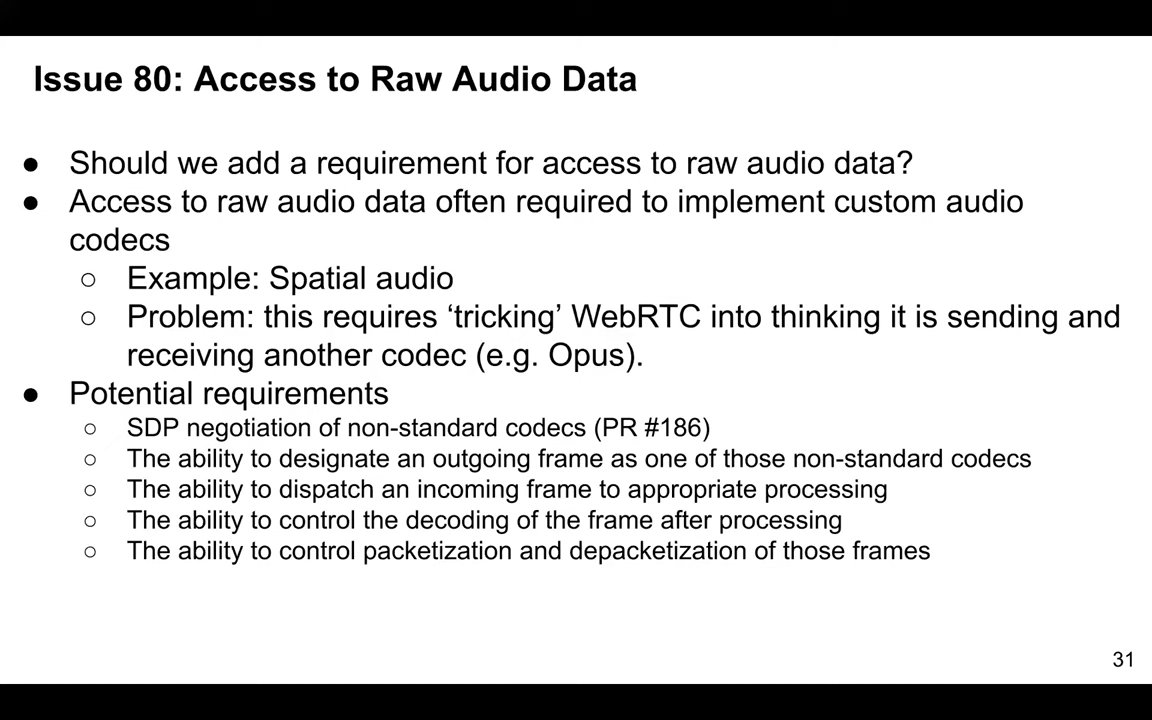 Issue 80: Access to Raw Audio Data
● Should we add a requirement for access to raw audio data?
● Access to raw audio data often required to implement custom audio
codecs
○ Example: Spatial audio
○ Problem: this requires ‘tricking’ WebRTC into thinking it is sending and
receiving another codec (e.g. Opus).
● Potential requirements
○ SDP negotiation of non-standard codecs (PR #186)
○ The ability to designate an outgoing frame as one of those non-standard codecs
○ The ability to dispatch an incoming frame to appropriate processing
○ The ability to control the decoding of the frame after processing
○ The ability to control packetization and depacketization of those frames
31